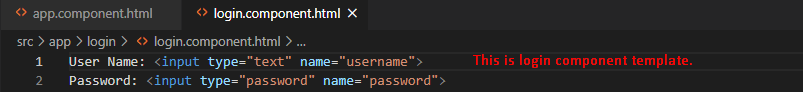 app.component.html login.component.html
src > app > login > login.component.html > ...
1 User Name: <input type="text" name="username"> This is login component template.
2 Password: <input type="password" name="password">